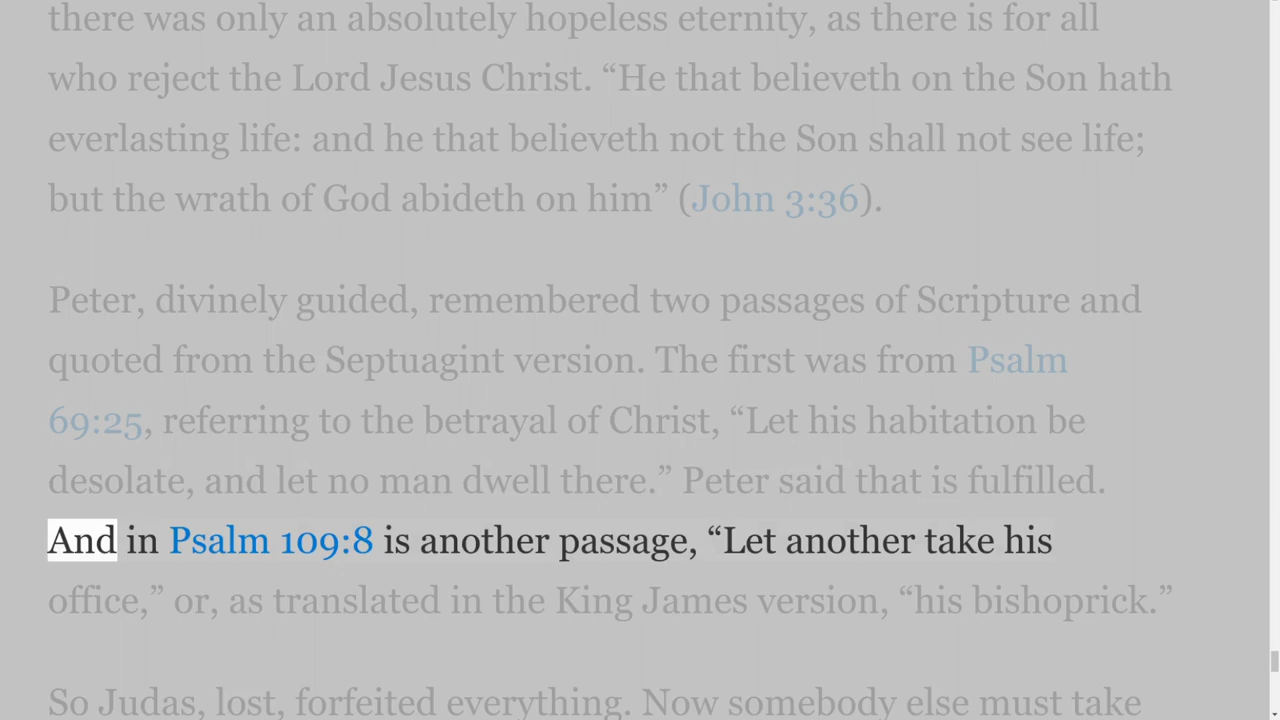 there was only an absolutely hopeless eternity, as there is for all
who reject the Lord Jesus Christ. “He that believeth on the Son hath
everlasting life: and he that believeth not the Son shall not see life;
but the wrath of God abideth on him” (John 3:36).
Peter, divinely guided, remembered two passages of Scripture and
quoted from the Septuagint version. The first was from Psalm
69:25, referring to the betrayal of Christ, “Let his habitation be
desolate, and let no man dwell there.” Peter said that is fulfilled.
And in Psalm 109:8 is another passage, “Let another take his
office,” or, as translated in the King James version, “his bishoprick.”
So Judas, lost, forfeited everything. Now somebody else must take